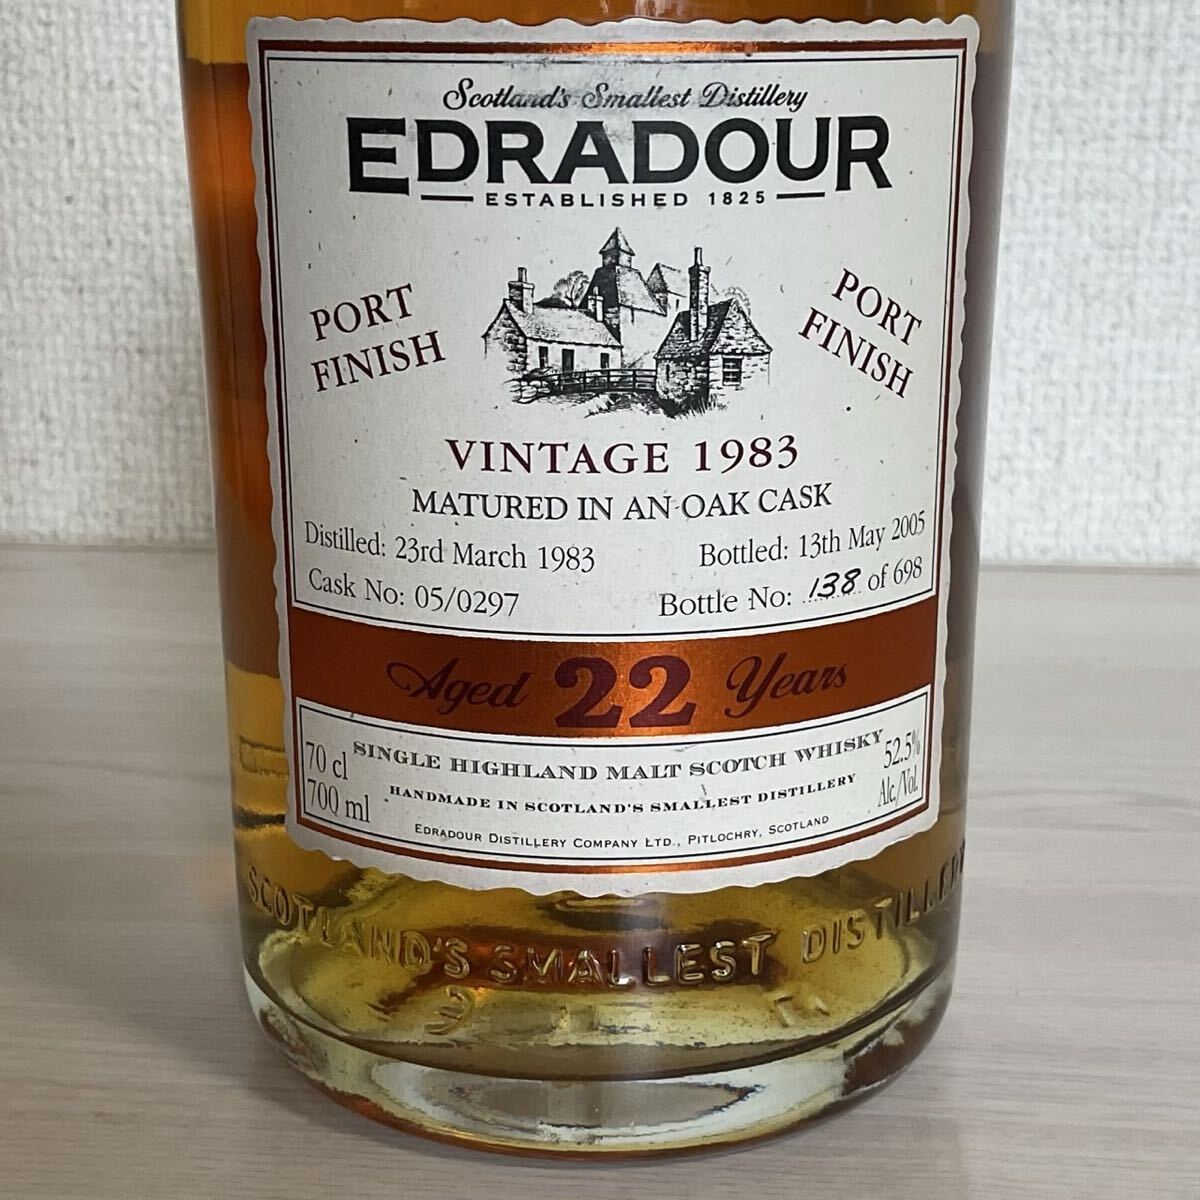 Scotland's Smallest Distillery
EDRADOUR
ESTABLISHED 1825
PORT FINISH
PORT FINISH
VINTAGE 1983
MATURED IN AN OAK CASK
Distilled: 23rd March 1983
Bottled: 13th May 2005
Cask No: 05/0297
Bottle No: 138 of 698
Aged 22 Years
70 cl
700 ml
SINGLE HIGHLAND MALT SCOTCH WHISKY
HANDMADE IN SCOTLAND'S SMALLEST DISTILLERY
EDRADOUR DISTILLERY COMPANY LTD., PITLOCHRY, SCOTLAND
52.5%
Alc./Vol.
SCOTLAND'S SMALLEST DISTILLERY